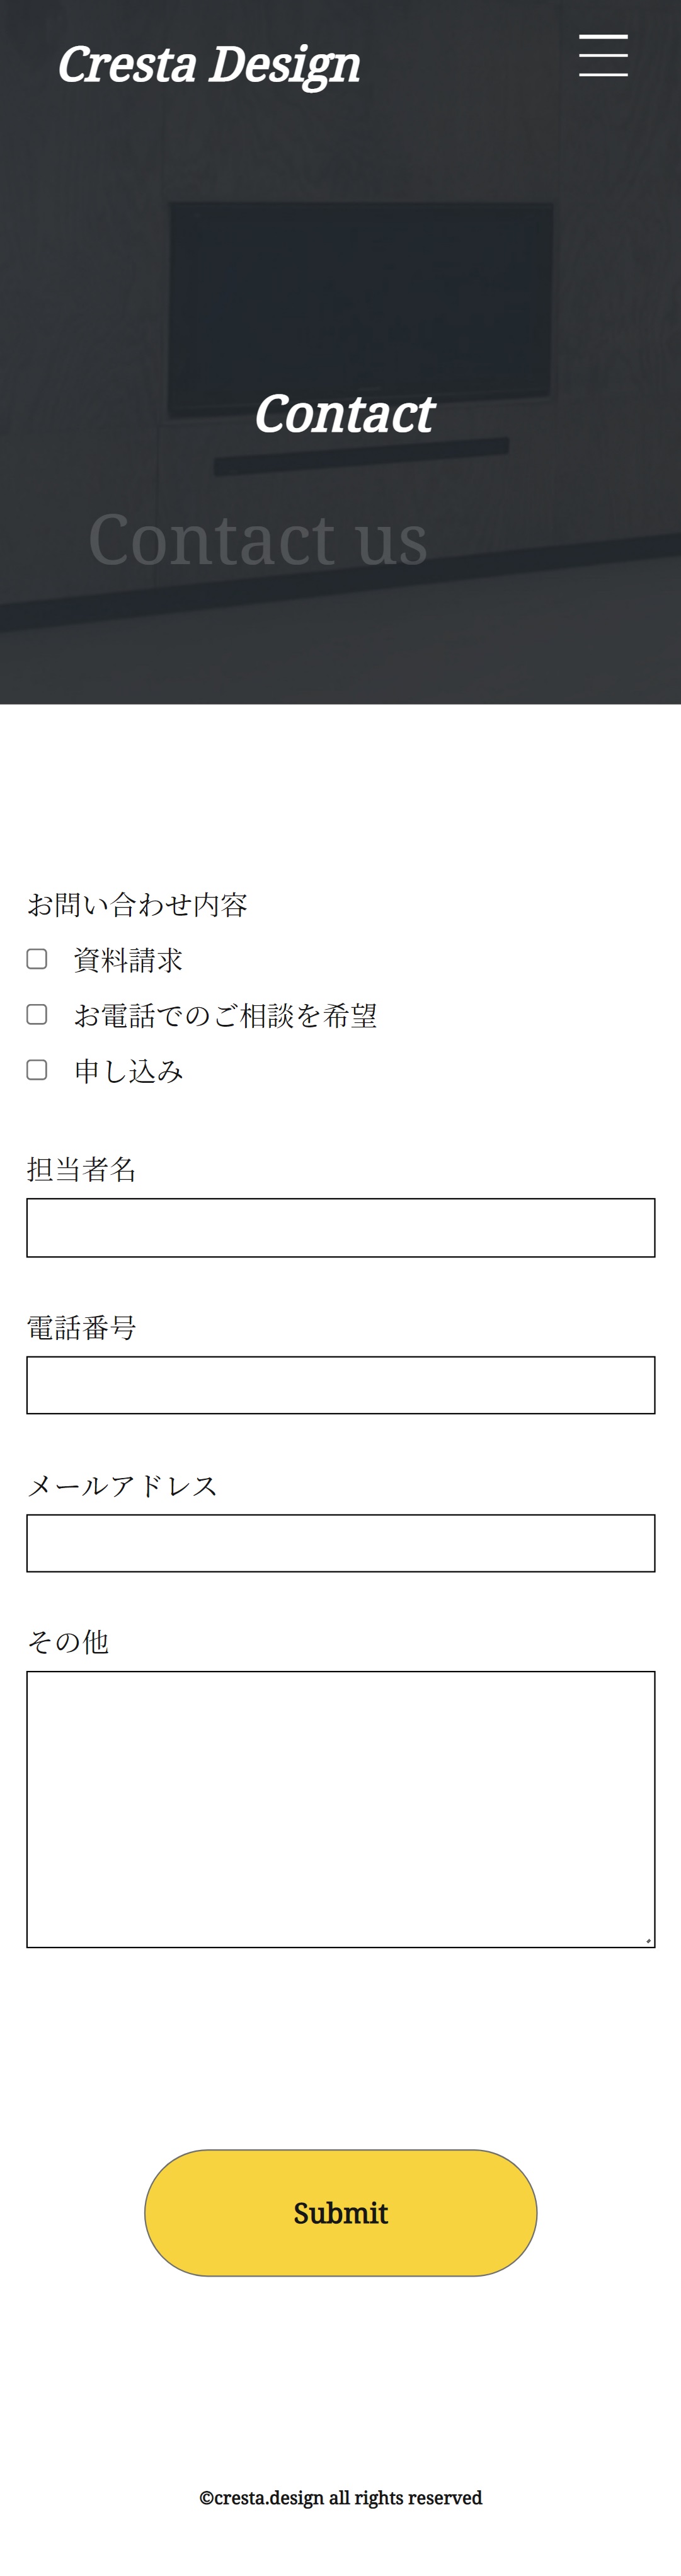 Cresta Design
Contact
Contact us
お問い合わせ内容
資料請求
お電話でのご相談を希望
申し込み
担当者名
電話番号
メールアドレス
その他
Submit
©cresta.design all rights reserved